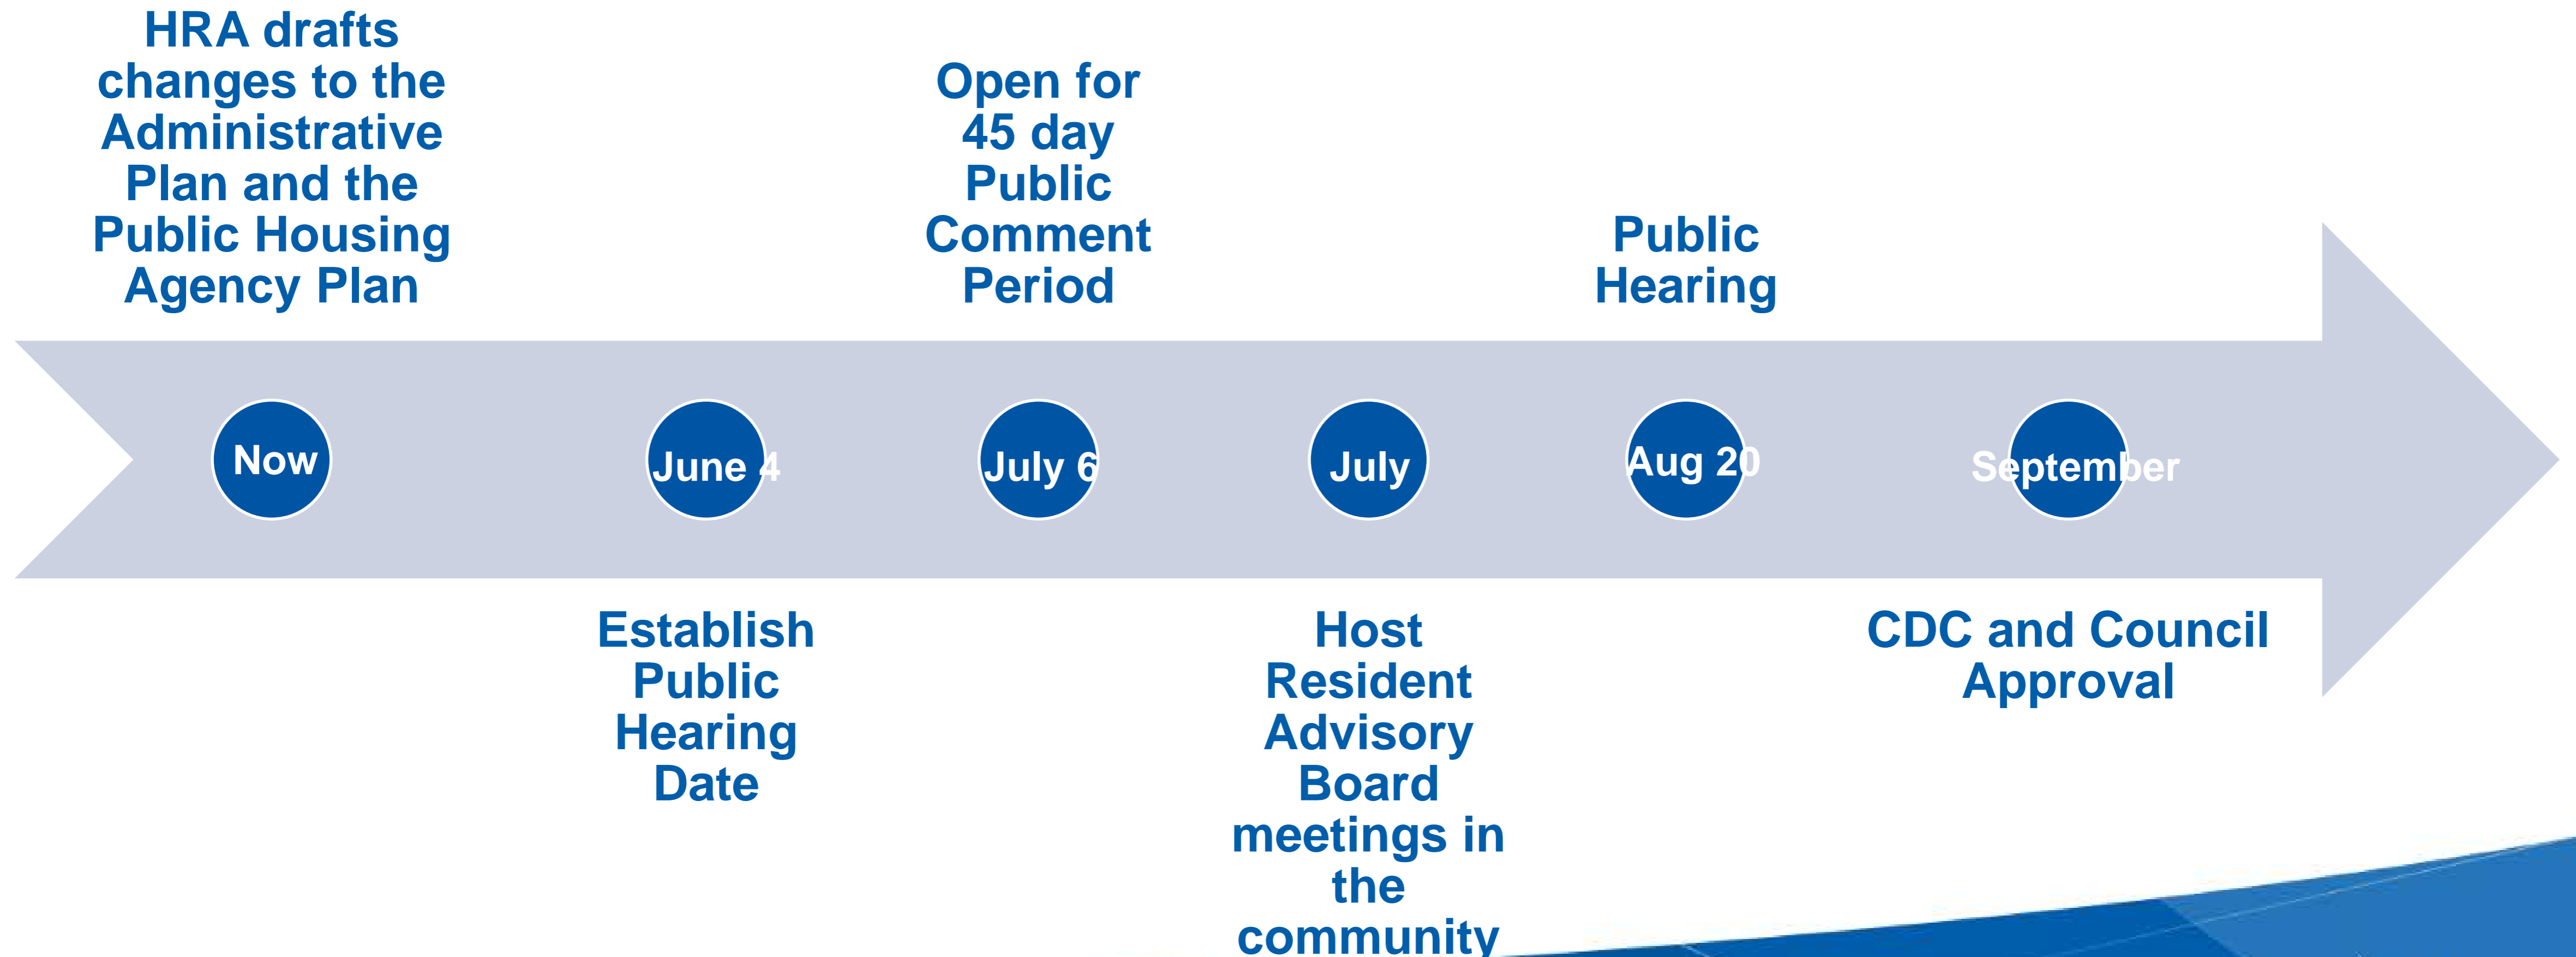 HRA drafts
changes to the
Administrative
Plan and the
Public Housing
Agency Plan
Open for
45 day
Public
Comment
Period
Public
Hearing
Now
June 4
July 6
July
Aug 20
September
Establish
Public
Hearing
Date
Host
Resident
Advisory
Board
meetings in
the
community
CDC and Council
Approval